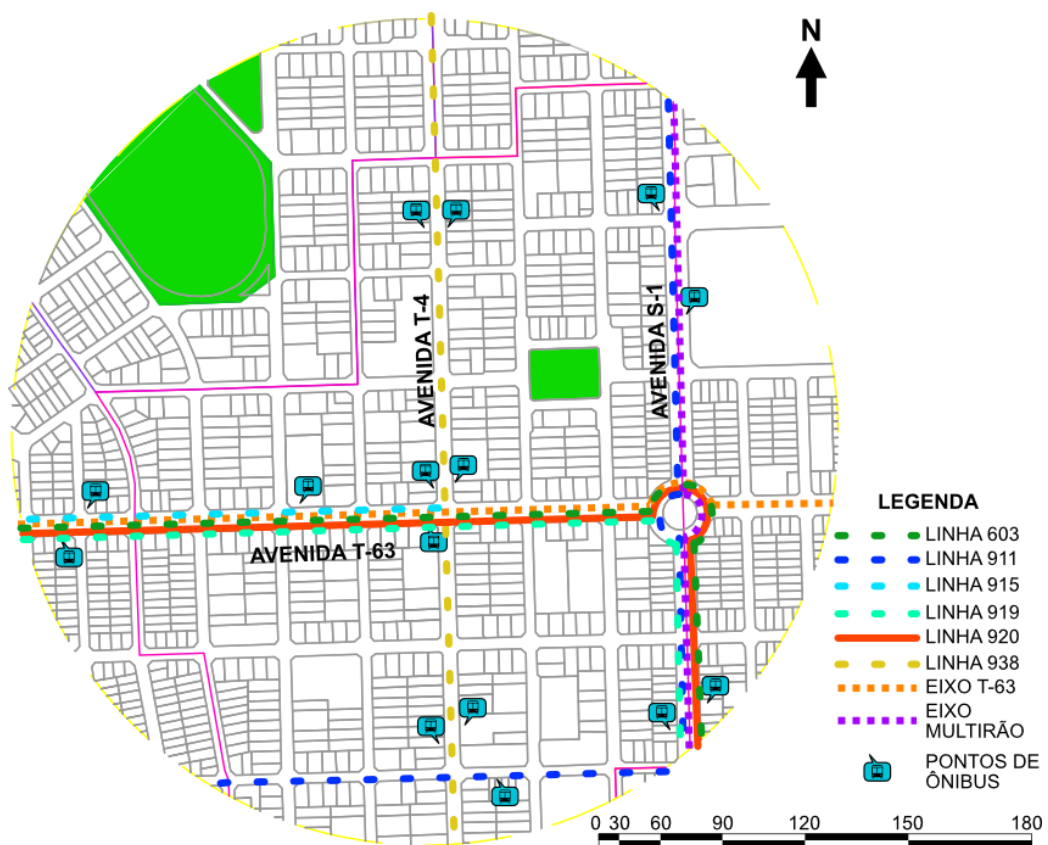 N
AVENIDA T-4
AVENIDA S-1
AVENIDA T-63
LEGENDA
LINHA 603
LINHA 911
LINHA 915
LINHA 919
LINHA 920
LINHA 938
EIXO T-63
EIXO
MULTIRÃO
PONTOS DE
ÔNIBUS
0 30 60 90 120 150 180